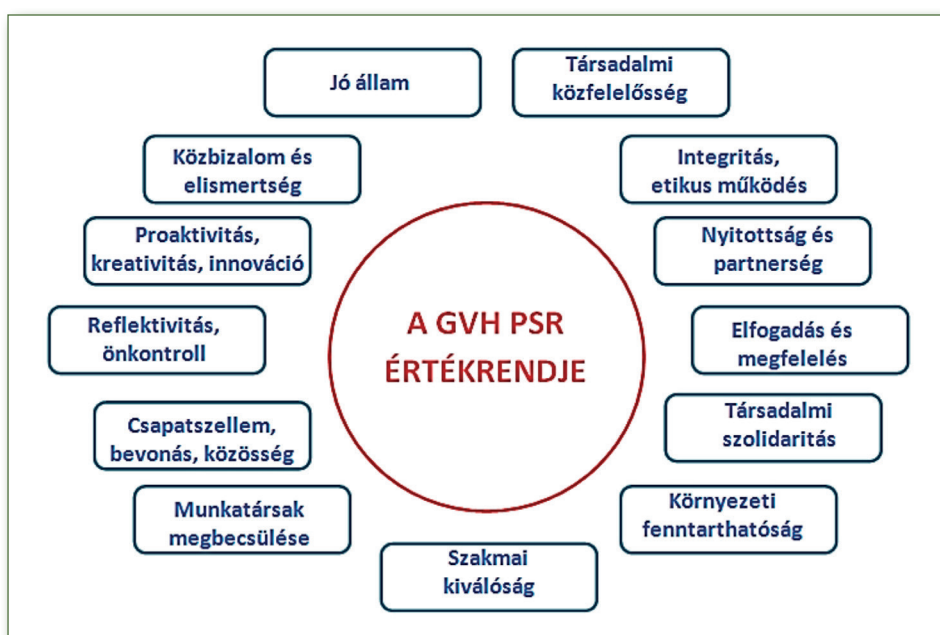 Jó állam
Társadalmi
közfelelősség
Közbizalom és
elismertség
Integritás,
etikus működés
Proaktivitás,
kreativitás, innováció
Nyitottság és
partnerség
A GVH PSR
ÉRTÉKRENDJE
Reflektivitás,
önkontroll
Elfogadás és
megfelelés
Csapatszellem,
bevonás, közösség
Társadalmi
szolidaritás
Munkatársak
megbecsülése
Környezeti
fenntarthatóság
Szakmai
kiválóság